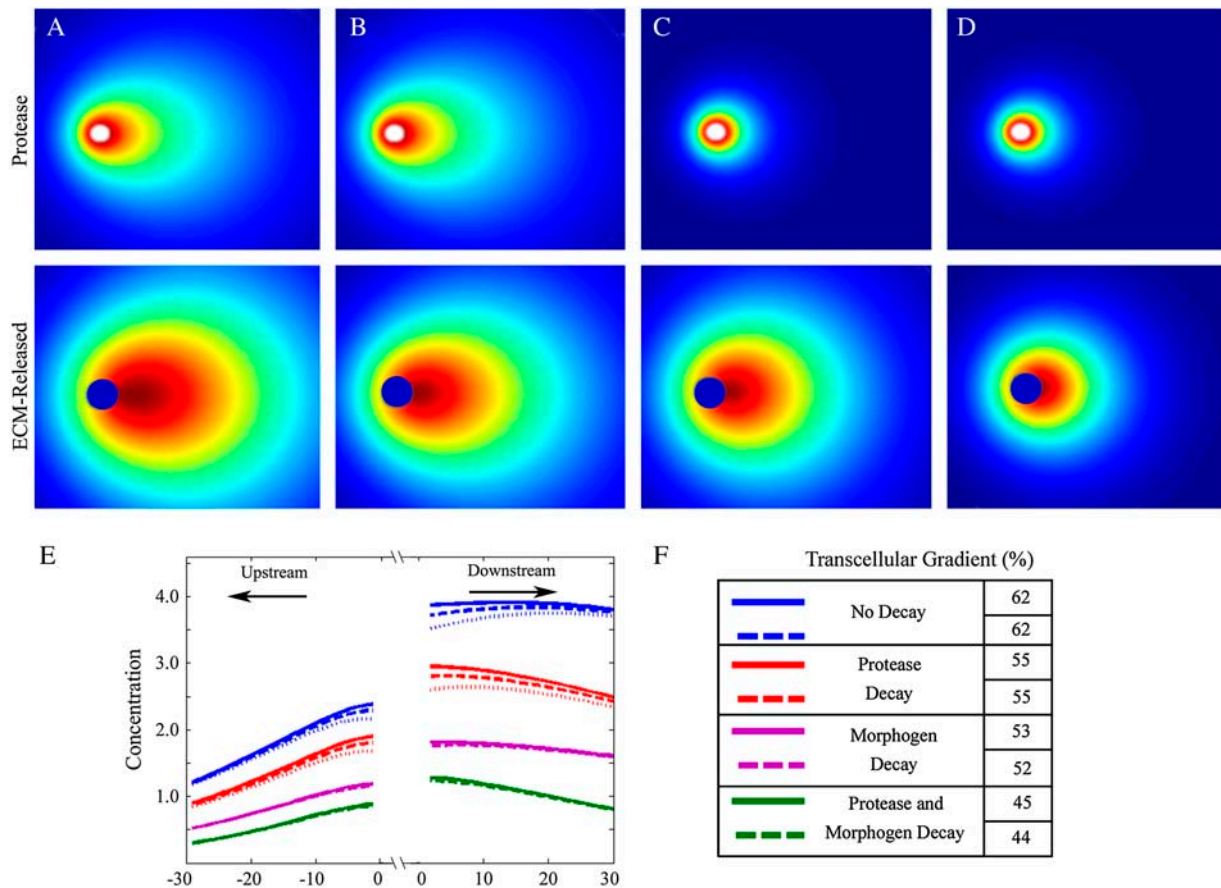 A B C D
Protease
ECM-Released
E
Upstream Downstream
Concentration
4.0
3.0
2.0
1.0
-30 -20 -10 0 0 10 20 30
F Transcellular Gradient (%)
No Decay 62
62
Protease Decay 55
55
Morphogen Decay 53
52
Protease and Morphogen Decay 45
44